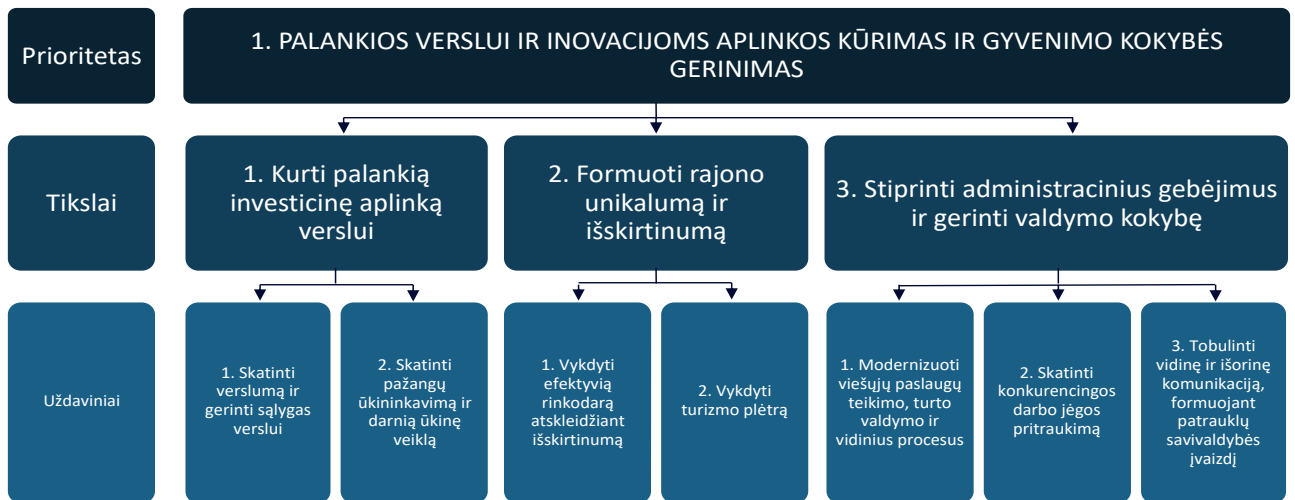 Prioritetas
1. PALANKIOS VERSLUI IR INOVACIJOMS APLINKOS KŪRIMAS IR GYVENIMO KOKYBĖS
GERINIMAS
Tikslai
1. Kurti palankią
investicinę aplinką
verslui
2. Formuoti rajono
unikalumą ir
išskirtinumą
3. Stiprinti administracinius gebėjimus
ir gerinti valdymo kokybę
Uždaviniai
1. Skatinti
verslumą ir
gerinti sąlygas
verslui
2. Skatinti
pažangų
ūkininkavimą ir
darnią ūkinę
veiklą
1. Vykdyti
efektyvią
rinkodarą
atskleidžiant
išskirtinumą
2. Vykdyti
turizmo plėtrą
1. Modernizuoti
viešųjų paslaugų
teikimo, turto
valdymo ir
vidinius procesus
2. Skatinti
konkurencingos
darbo jėgos
pritraukimą
3. Tobulinti
vidinę ir išorinę
komunikaciją,
formuojant
patrauklų
savivaldybės
įvaizdį